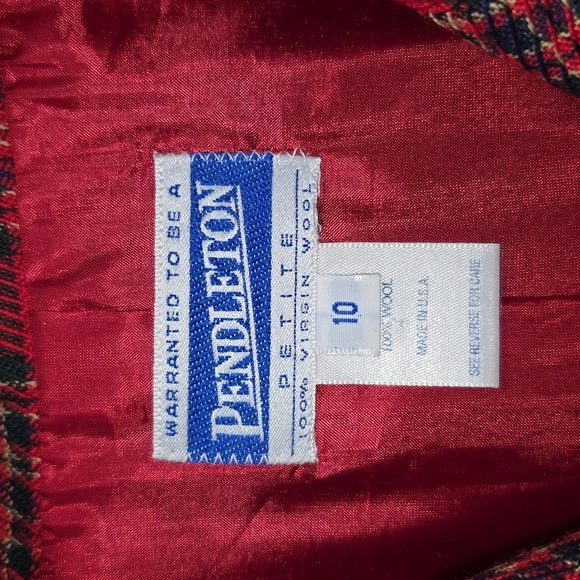 WARRANTED TO BE A
PENDLETON
PETITE
100% VIRGIN WOOL
10
100% WOOL
MADE IN U.S.A.
SEE REVERSE FOR CARE